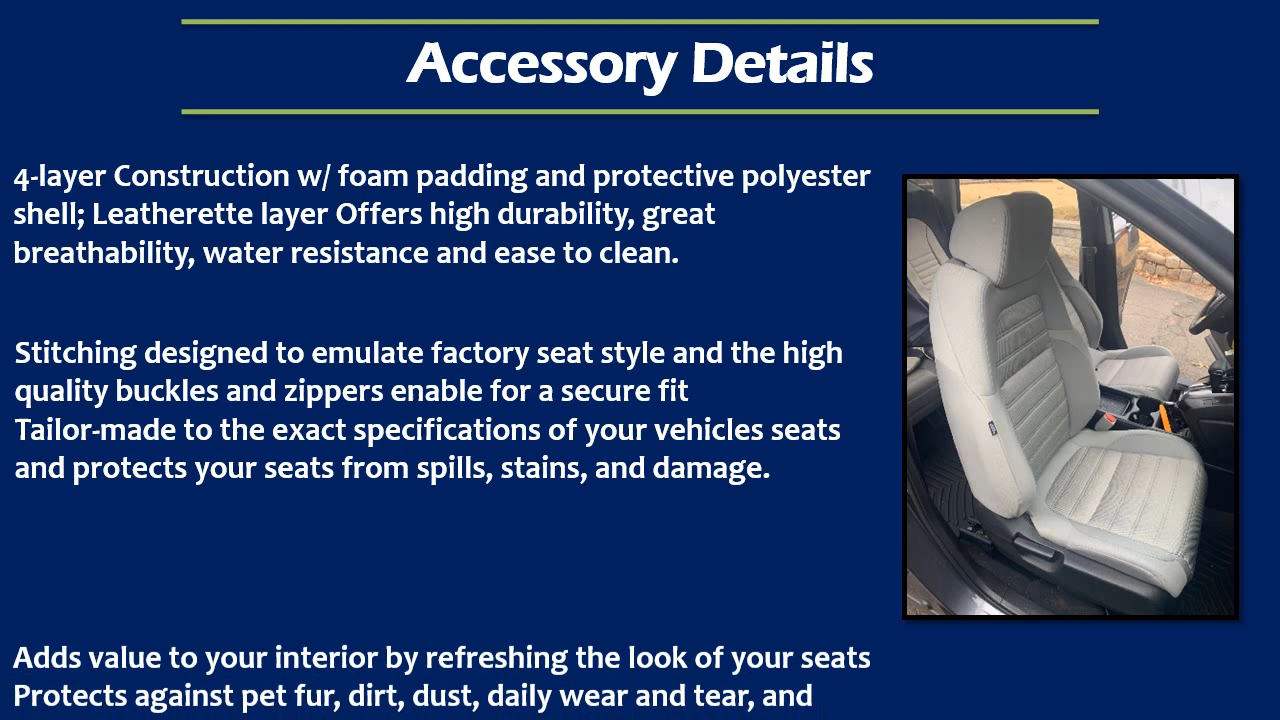 Accessory Details
4-layer Construction w/ foam padding and protective polyester
shell; Leatherette layer Offers high durability, great
breathability, water resistance and ease to clean.
Stitching designed to emulate factory seat style and the high
quality buckles and zippers enable for a secure fit
Tailor-made to the exact specifications of your vehicles seats
and protects your seats from spills, stains, and damage.
Adds value to your interior by refreshing the look of your seats
Protects against pet fur, dirt, dust, daily wear and tear, and